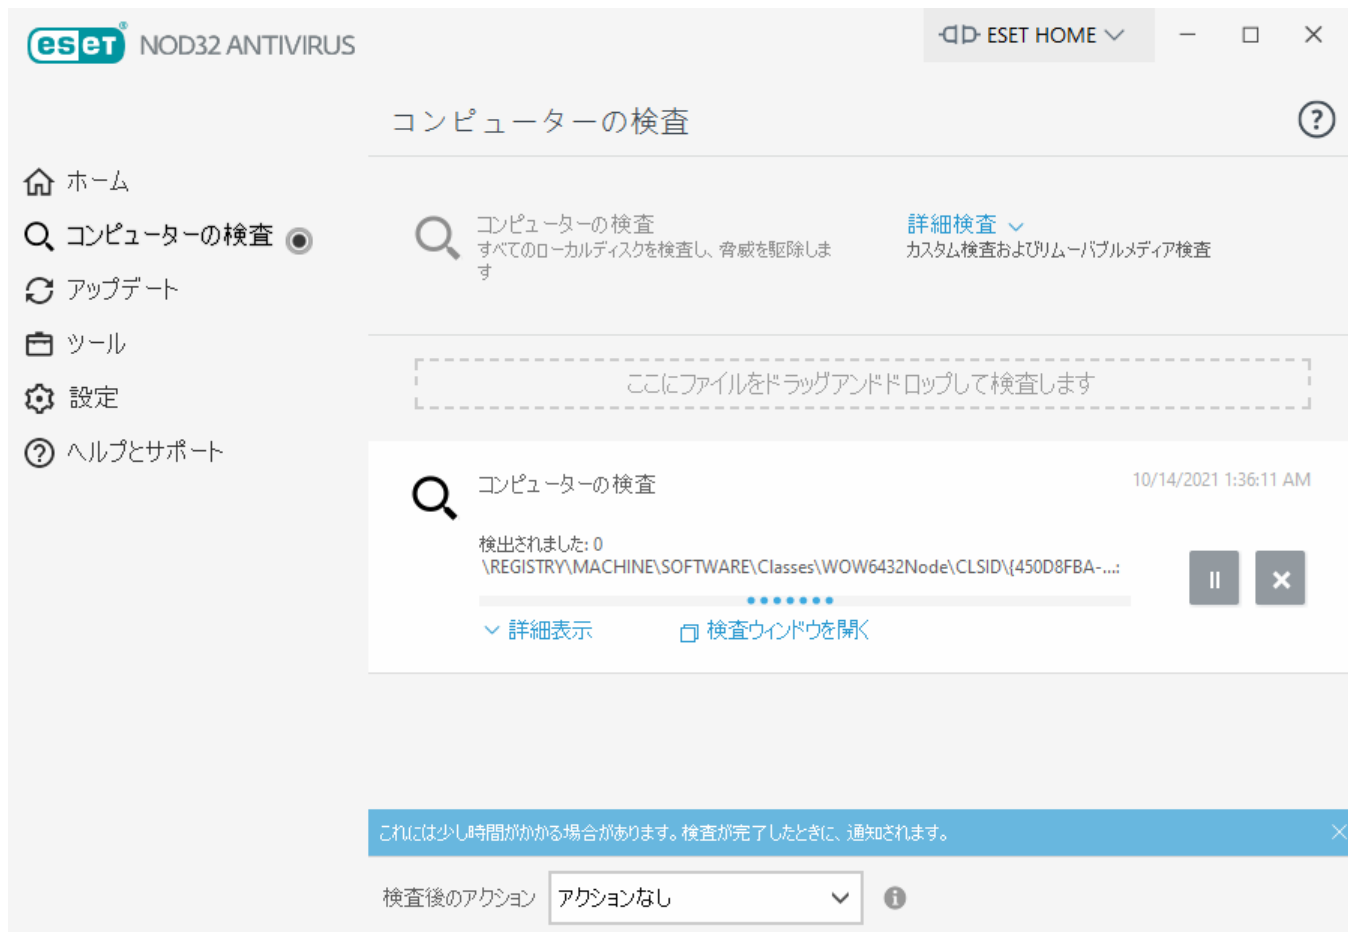 eset® NOD32 ANTIVIRUS
ESET HOME
コンピューターの検査
?
ホーム
コンピューターの検査
アップデート
ツール
設定
ヘルプとサポート
コンピューターの検査
すべてのローカルディスクを検査し、脅威を駆除しま
す
詳細検査
カスタム検査およびリムーバブルメディア検査
ここにファイルをドラッグアンドドロップして検査します
コンピューターの検査
10/14/2021 1:36:11 AM
検出されました: 0
\REGISTRY\MACHINE\SOFTWARE\Classes\WOW6432Node\CLSID\{450D8FBA-...:
詳細表示
検査ウィンドウを開く
これには少し時間がかかる場合があります。検査が完了したときに、通知されます。
検査後のアクション
アクションなし